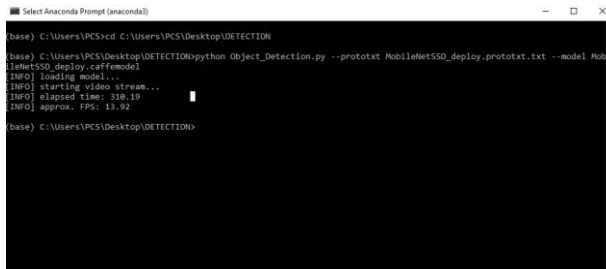 Select Anaconda Prompt (anaconda3)
(base) C:\Users\PCS>cd C:\Users\PCS\Desktop\DETECTION
(base) C:\Users\PCS\Desktop\DETECTION>python Object_Detection.py --prototxt MobileNetSSD_deploy.prototxt.txt --model Mob
ileNetSSD_deploy.caffemodel
[INFO] loading model...
[INFO] starting video stream...
[INFO] elapsed time: 310.19
[INFO] approx. FPS: 13.92
(base) C:\Users\PCS\Desktop\DETECTION>